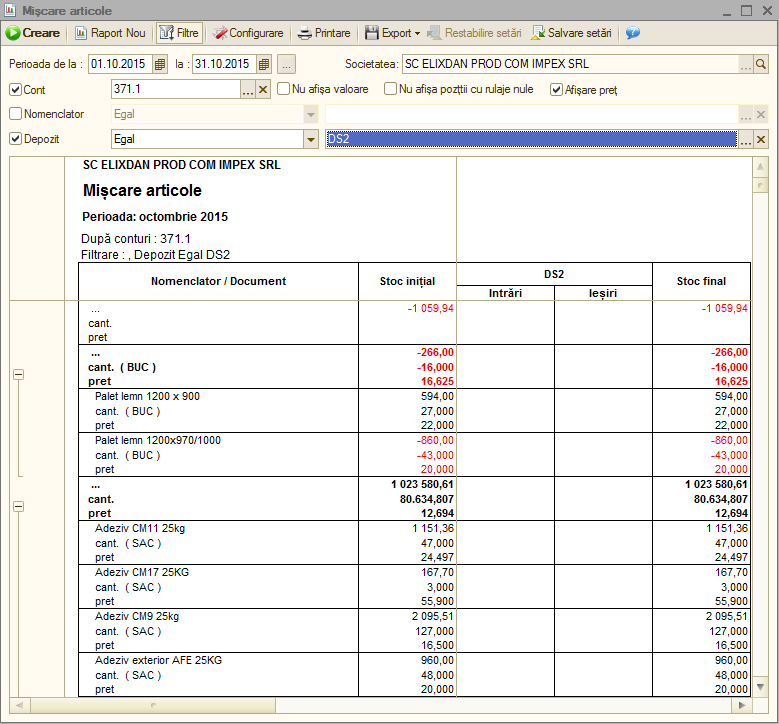 Mișcare articole
Creare Raport Nou Filtre Configurare Printare Export Restabilire setări Salvare setări
Perioada de la : 01.10.2015 la : 31.10.2015 ... Societatea: SC ELIXDAN PROD COM IMPEX SRL ...
Cont 371.1 ... Nu afișa valoare Nu afișa poziții cu rulaje nule Afișare preț
Nomenclator Egal ...
Depozit Egal DS2 ...
SC ELIXDAN PROD COM IMPEX SRL
Mișcare articole
Perioada: octombrie 2015
După conturi : 371.1
Filtrare : , Depozit Egal DS2
Nomenclator / Document Stoc inițial DS2 Stoc final
Intrări Ieșiri
... -1 059,94 -1 059,94
cant.
pret
... -266,00 -266,00
cant. ( BUC ) -16,000 -16,000
pret 16,625 16,625
Palet lemn 1200 x 900 594,00 594,00
cant. ( BUC ) 27,000 27,000
pret 22,000 22,000
Palet lemn 1200x970/1000 -860,00 -860,00
cant. ( BUC ) -43,000 -43,000
pret 20,000 20,000
... 1 023 580,61 1 023 580,61
cant. 80.634,807 80.634,807
pret 12,694 12,694
Adeziv CM11 25kg 1 151,36 1 151,36
cant. ( SAC ) 47,000 47,000
pret 24,497 24,497
Adeziv CM17 25KG 167,70 167,70
cant. ( SAC ) 3,000 3,000
pret 55,900 55,900
Adeziv CM9 25kg 2 095,51 2 095,51
cant. ( SAC ) 127,000 127,000
pret 16,500 16,500
Adeziv exterior AFE 25KG 960,00 960,00
cant. ( SAC ) 48,000 48,000
pret 20,000 20,000